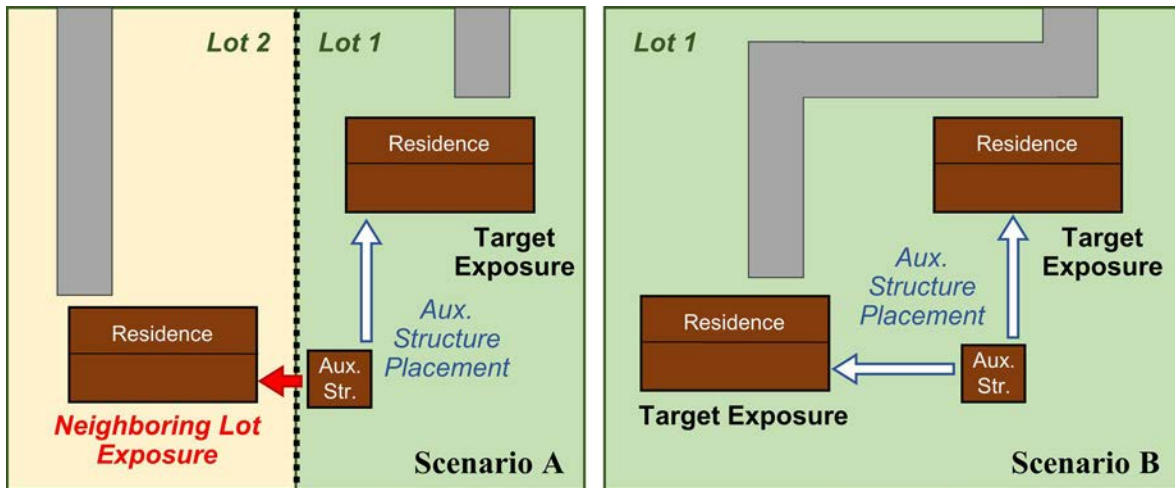 Lot 2
Lot 1
Residence
Target
Exposure
Aux.
Structure
Placement
Residence
Aux.
Str.
Neighboring Lot
Exposure
Scenario A
Lot 1
Residence
Target
Exposure
Aux.
Structure
Placement
Residence
Aux.
Str.
Target Exposure
Scenario B